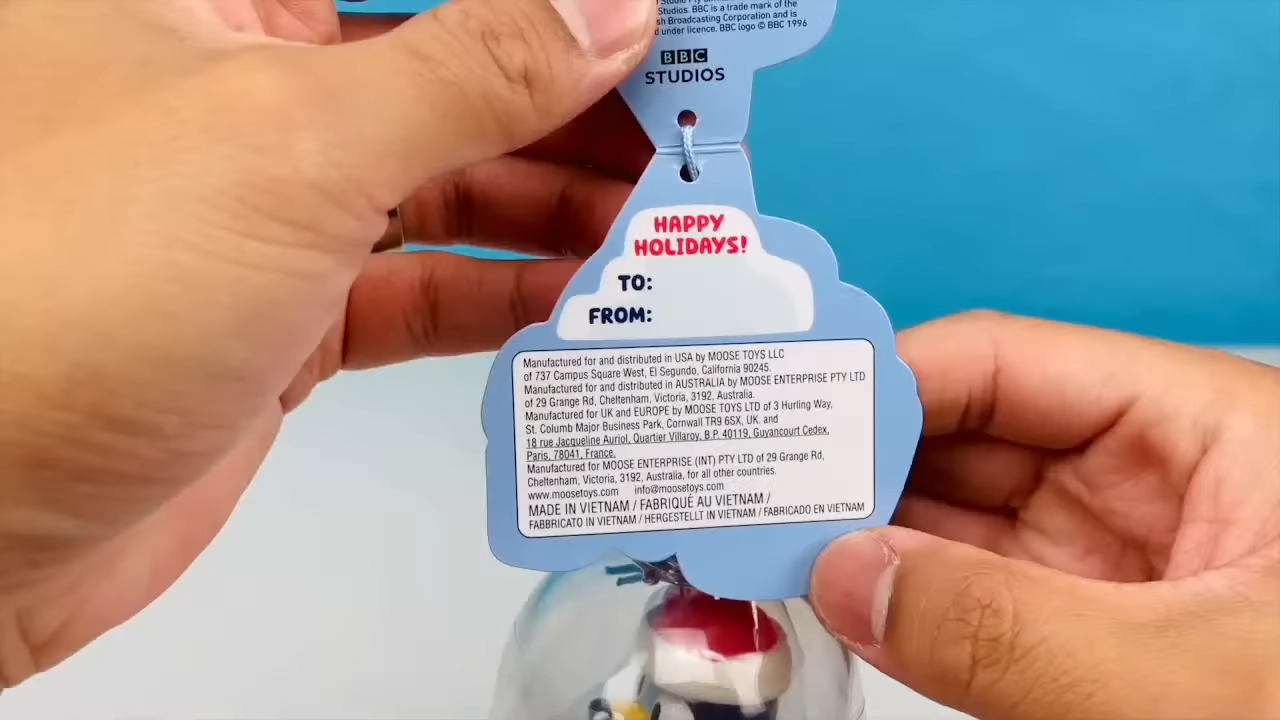 Studios. BBC is a trade mark of the
sh Broadcasting Corporation and is
d under licence. BBC logo © BBC 1996
BBC
STUDIOS
HAPPY
HOLIDAYS!
TO:
FROM:
Manufactured for and distributed in USA by MOOSE TOYS LLC
of 737 Campus Square West, El Segundo, California 90245.
Manufactured for and distributed in AUSTRALIA by MOOSE ENTERPRISE PTY LTD
of 29 Grange Rd, Cheltenham, Victoria, 3192, Australia.
Manufactured for UK and EUROPE by MOOSE TOYS LTD of 3 Hurling Way,
St. Columb Major Business Park, Cornwall TR9 6SX, UK. and
18 rue Jacqueline Auriol, Quartier Villaroy, B.P. 40119, Guyancourt Cedex,
Paris, 78041, France.
Manufactured for MOOSE ENTERPRISE (INT) PTY LTD of 29 Grange Rd,
Cheltenham, Victoria, 3192, Australia, for all other countries.
www.moosetoys.com info@moosetoys.com
MADE IN VIETNAM / FABRIQUÉ AU VIETNAM /
FABBRICATO IN VIETNAM / HERGESTELLT IN VIETNAM / FABRICADO EN VIETNAM